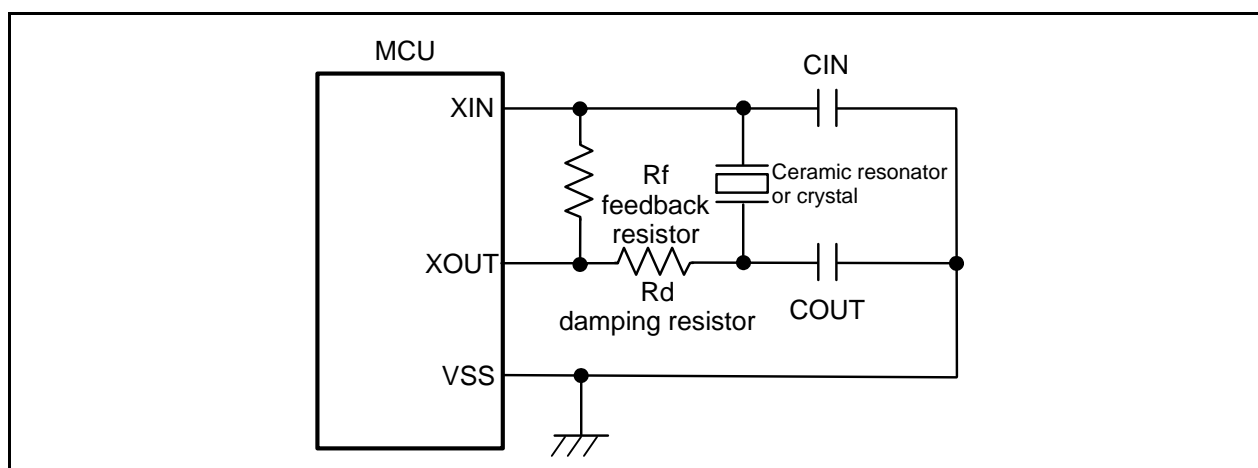 MCU
CIN
XIN
Ceramic resonator
or crystal
Rf
feedback
resistor
XOUT
Rd
damping resistor
COUT
VSS